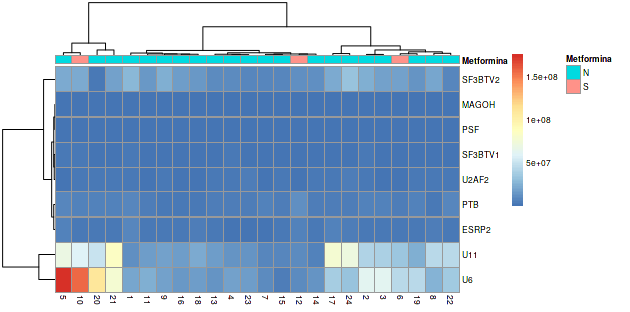 Metformina
SF3BTV2
MAGOH
PSF
SF3BTV1
U2AF2
PTB
ESRP2
U11
U6
5 10 20 21 1 11 9 16 18 13 4 23 7 15 12 14 17 24 2 3 6 19 8 22
1.5e+08
1e+08
5e+07
Metformina
N
S